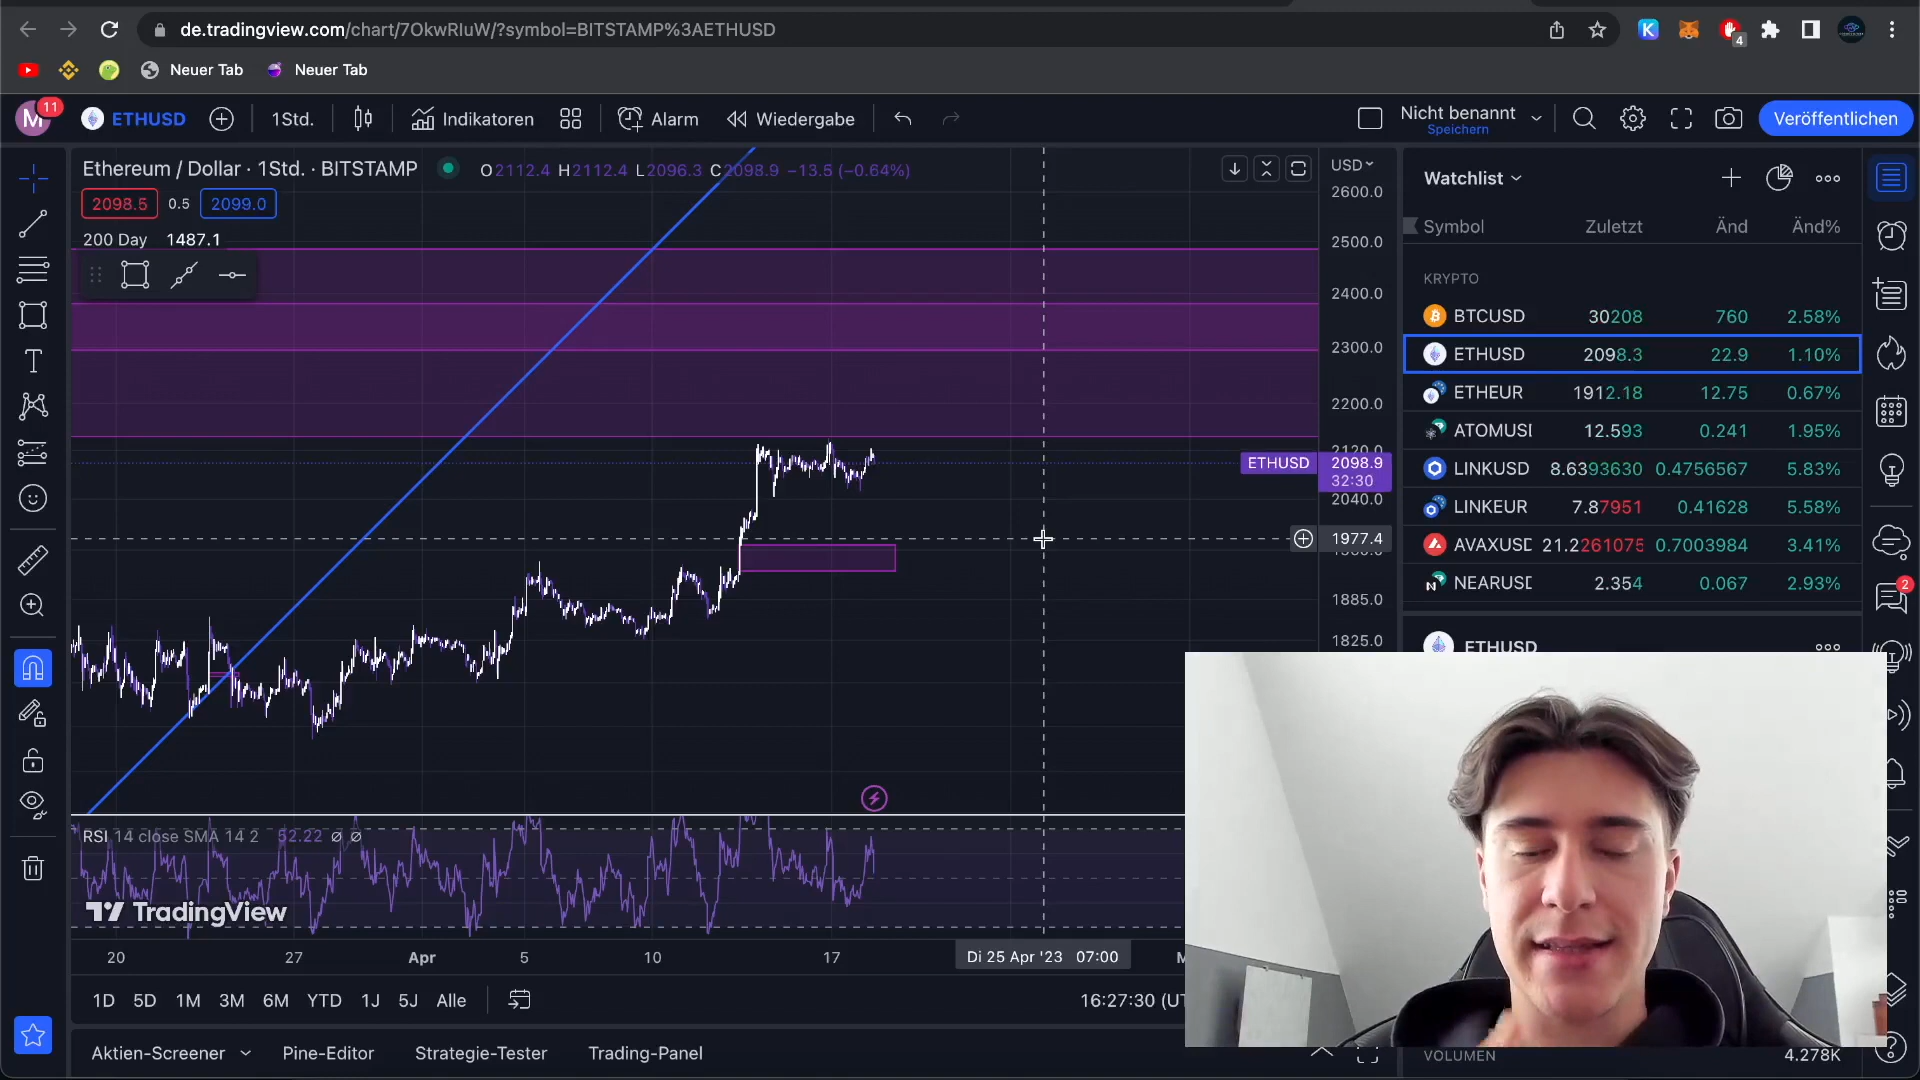 de.tradingview.com/chart/7OkwRIuW/?symbol=BITSTAMP%3AETHUSD
4
Neuer Tab
Neuer Tab
M 11
ETHUSD
1Std.
Indikatoren
Alarm
Wiedergabe
Nicht benannt
Speichern
Veröffentlichen
Ethereum / Dollar · 1Std. · BITSTAMP
O2112.4 H2112.4 L2096.3 C2098.9 −13.5 (−0.64%)
2098.5 0.5 2099.0
200 Day 1487.1
USD
2600.0
2500.0
2400.0
2300.0
2200.0
2120.0
ETHUSD 2098.9
32:30
2040.0
1977.4
1885.0
1825.0
Watchlist
Symbol Zuletzt Änd Änd%
KRYPTO
BTCUSD 30208 760 2.58%
ETHUSD 2098.3 22.9 1.10%
ETHEUR 1912.18 12.75 0.67%
ATOMUSI 12.593 0.241 1.95%
LINKUSD 8.6393630 0.4756567 5.83%
LINKEUR 7.87951 0.41628 5.58%
AVAXUSD 21.2261075 0.7003984 3.41%
NEARUSD 2.354 0.067 2.93%
2
ETHUSD
RSI 14 close SMA 14 2 52.22 ø ø
TradingView
20 27 Apr 5 10 17 Di 25 Apr '23 07:00
1D 5D 1M 3M 6M YTD 1J 5J Alle
16:27:30 (UT
Aktien-Screener Pine-Editor Strategie-Tester Trading-Panel
VOLUMEN 4.278K